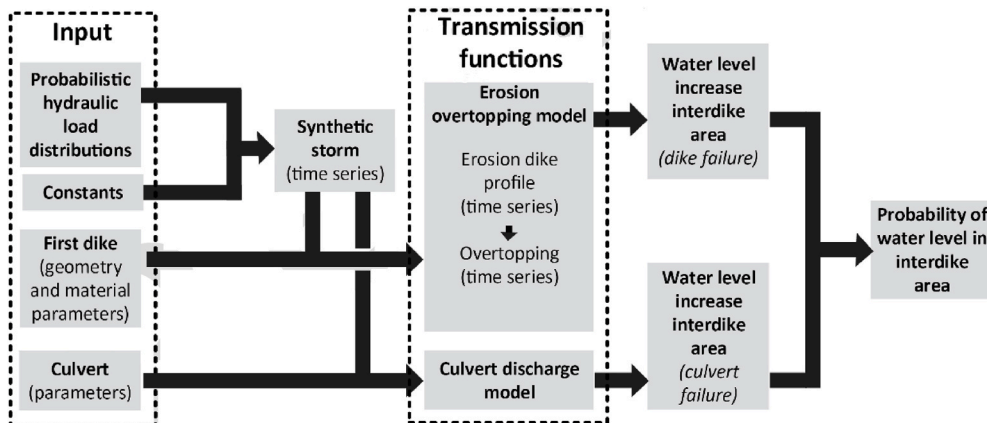 Input
Probabilistic
hydraulic
load
distributions
Constants
First dike
(geometry
and material
parameters)
Culvert
(parameters)
Synthetic
storm
(time series)
Transmission
functions
Erosion
overtopping model
Erosion dike
profile
(time series)
Overtopping
(time series)
Culvert discharge
model
Water level
increase
interdike
area
(dike failure)
Water level
increase
interdike
area
(culvert
failure)
Probability of
water level in
interdike
area